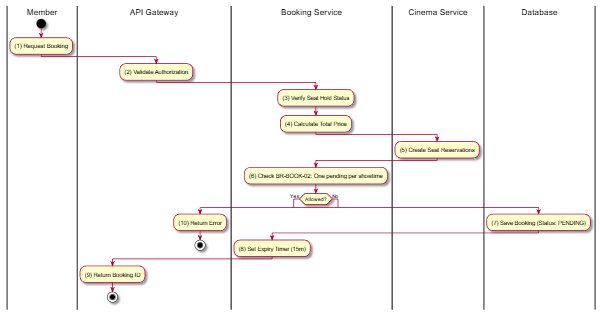 Member
API Gateway
Booking Service
Cinema Service
Database
(1) Request Booking
(2) Validate Authorization
(3) Verify Seat Hold Status
(4) Calculate Total Price
(5) Create Seat Reservations
(6) Check BR-BOOK-02: One pending per showtime
Yes
Allowed?
No
(10) Return Error
(7) Save Booking (Status: PENDING)
(8) Set Expiry Timer (15m)
(9) Return Booking ID